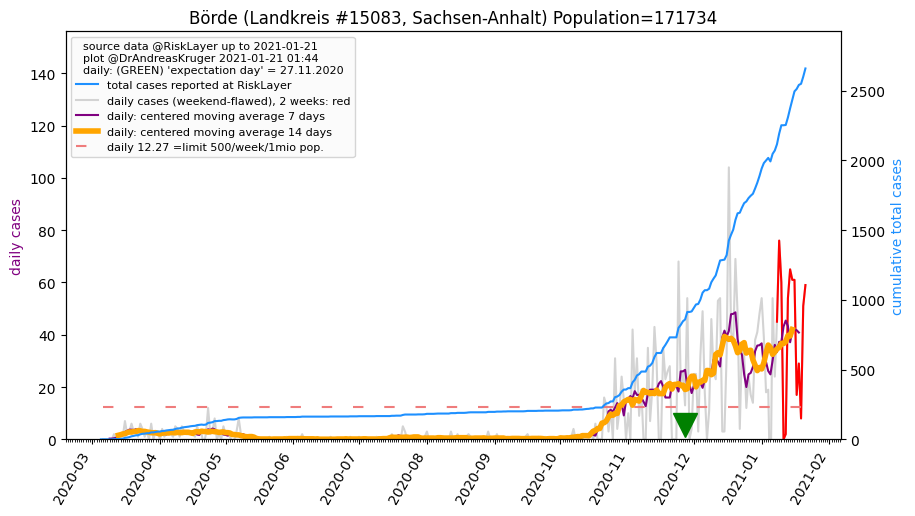 Börde (Landkreis #15083, Sachsen-Anhalt) Population=171734
source data @RiskLayer up to 2021-01-21
plot @DrAndreasKruger 2021-01-21 01:44
daily: (GREEN) 'expectation day' = 27.11.2020
total cases reported at RiskLayer
daily cases (weekend-flawed), 2 weeks: red
daily: centered moving average 7 days
daily: centered moving average 14 days
daily 12.27 =limit 500/week/1mio pop.
daily cases
140
120
100
80
60
40
20
0
2500
2000
1500
1000
500
0
cumulative total cases
2020-03
2020-04
2020-05
2020-06
2020-07
2020-08
2020-09
2020-10
2020-11
2020-12
2021-01
2021-02